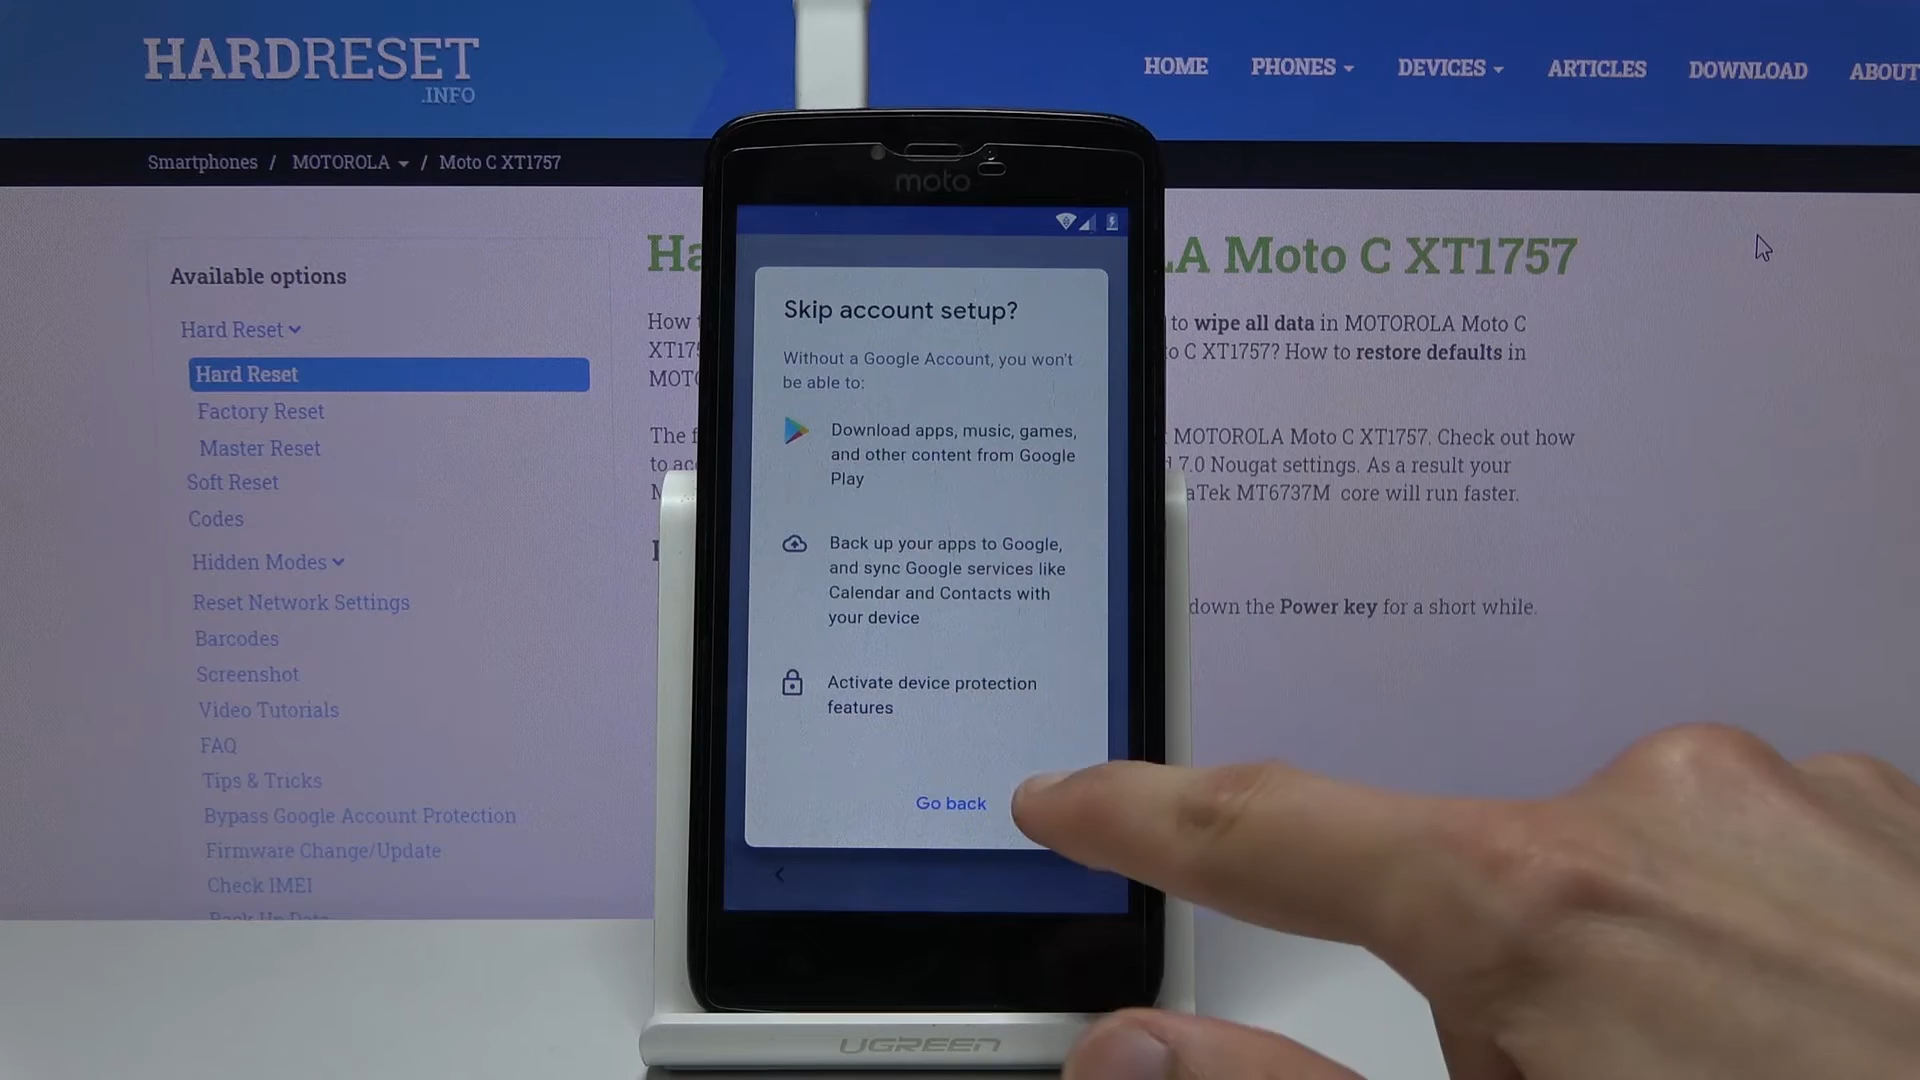 HARDRESET
.INFO
HOME PHONES DEVICES ARTICLES DOWNLOAD ABOUT
Smartphones / MOTOROLA / Moto C XT1757
Available options
Hard Reset
Hard Reset
Factory Reset
Master Reset
Soft Reset
Codes
Hidden Modes
Reset Network Settings
Barcodes
Screenshot
Video Tutorials
FAQ
Tips & Tricks
Bypass Google Account Protection
Firmware Change/Update
Check IMEI
Back Up Data
moto
Skip account setup?
Without a Google Account, you won't
be able to:
Download apps, music, games,
and other content from Google
Play
Back up your apps to Google,
and sync Google services like
Calendar and Contacts with
your device
Activate device protection
features
Go back
UGREEN
Moto C XT1757
How to wipe all data in MOTOROLA Moto C
C XT1757? How to restore defaults in
MOTOROLA Moto C XT1757. Check out how
7.0 Nougat settings. As a result your
MT6737M core will run faster.
down the Power key for a short while.